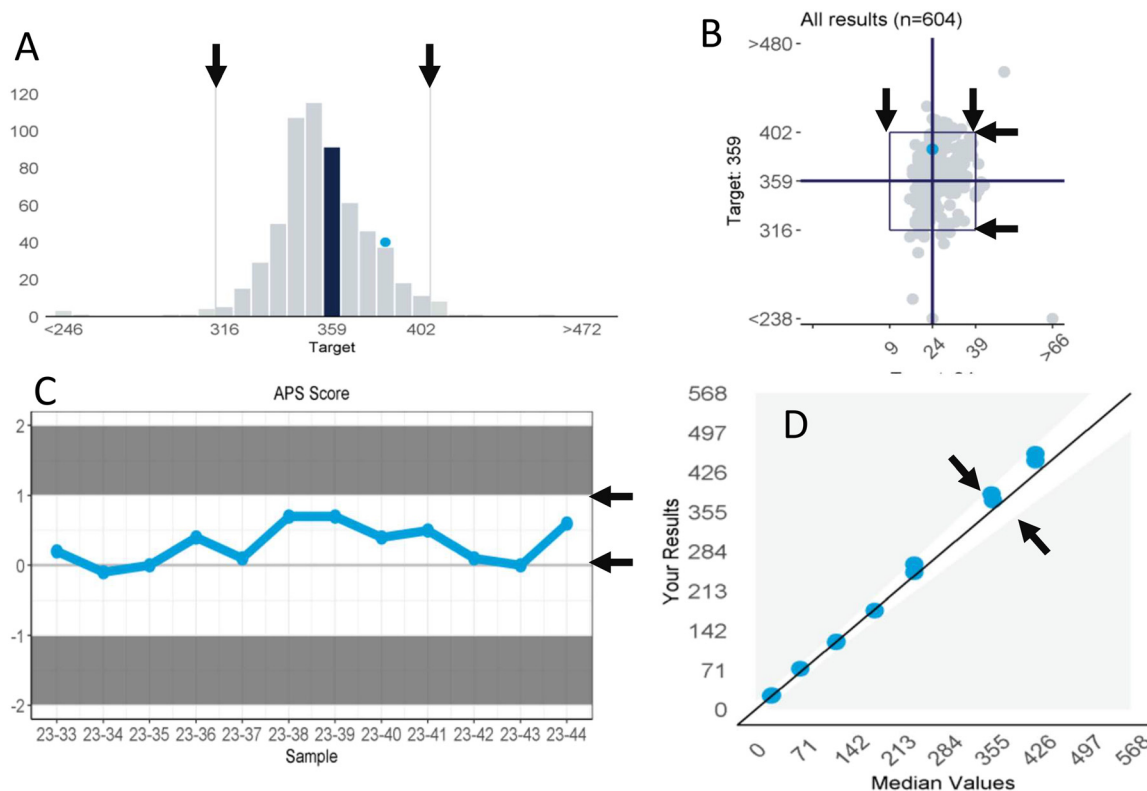 A
120
100
80
60
40
20
0
<246 316 359 402 >472
Target
B
All results (n=604)
>480
402
359
316
<238
Target: 359
9 24 39 >66
C
APS Score
2
1
0
-1
-2
23-33 23-34 23-35 23-36 23-37 23-38 23-39 23-40 23-41 23-42 23-43 23-44
Sample
D
568
497
426
355
284
213
142
71
0
Your Results
0 71 142 213 284 355 426 497 568
Median Values